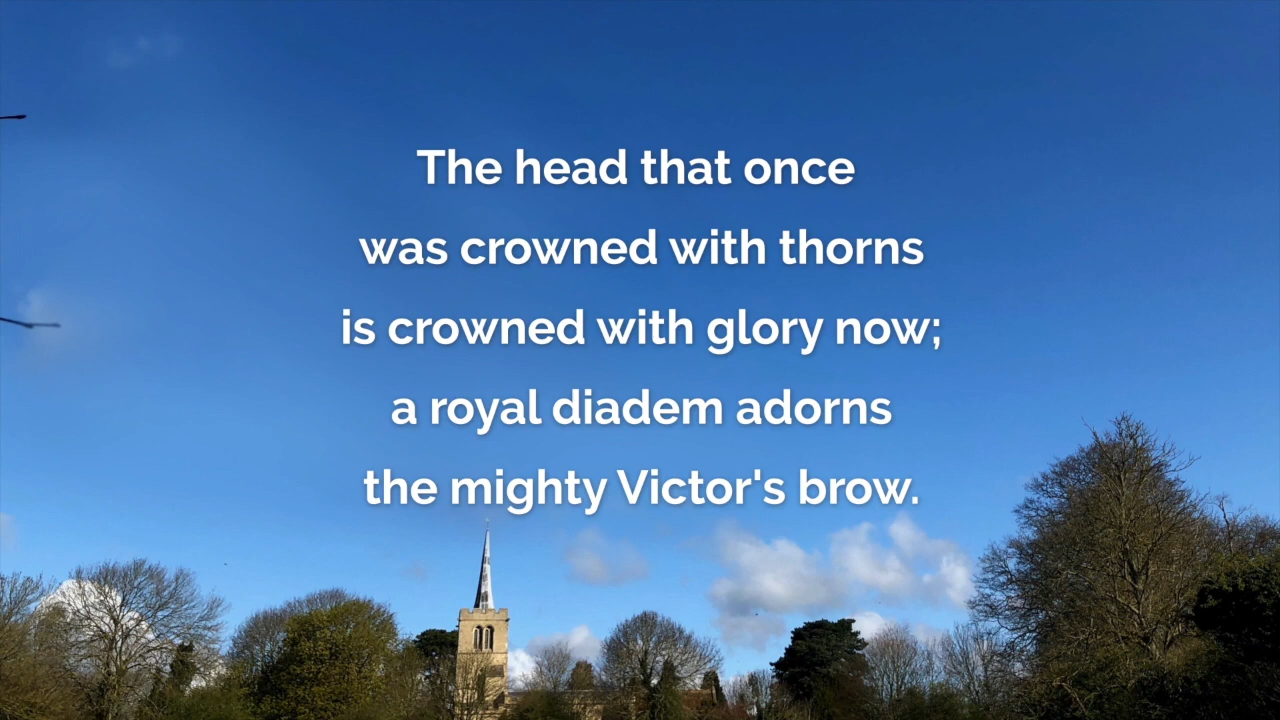 The head that once
was crowned with thorns
is crowned with glory now;
a royal diadem adorns
the mighty Victor's brow.